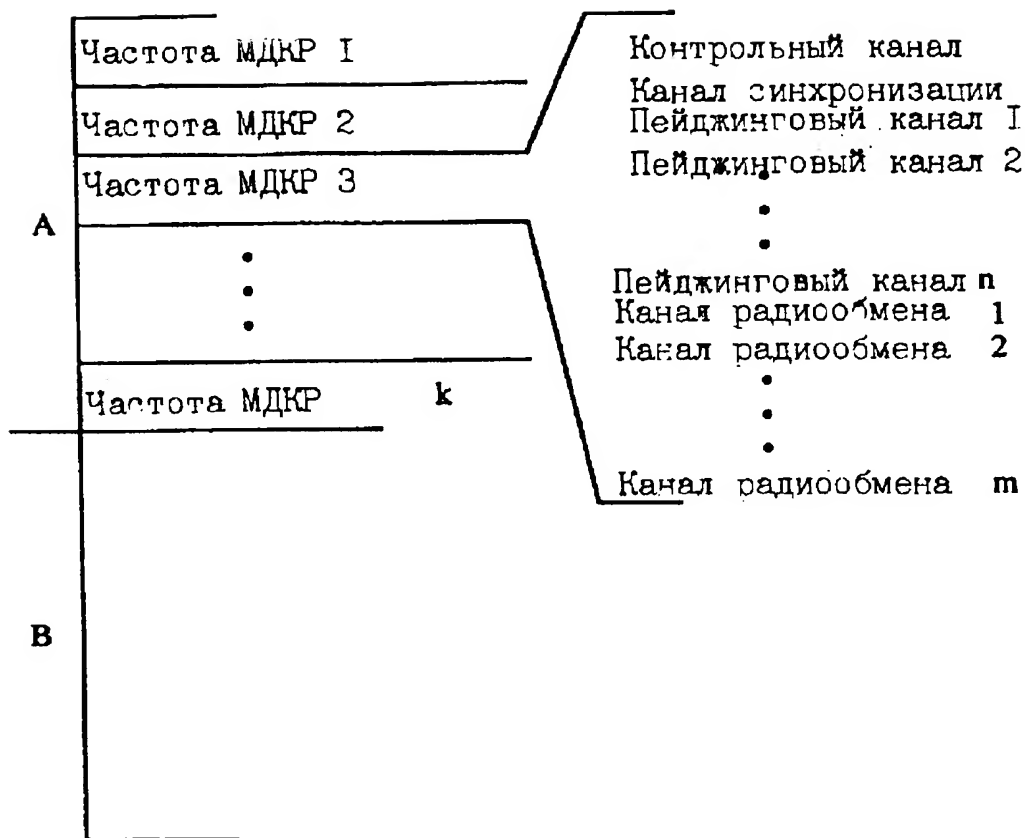 Частота МДКР I
Частота МДКР 2
Частота МДКР 3
A
Частота МДКР k
B
Контрольный канал
Канал синхронизации
Пейджинговый канал I
Пейджинговый канал 2
Пейджинговый канал n
Канал радиообмена 1
Канал радиообмена 2
Канал радиообмена m